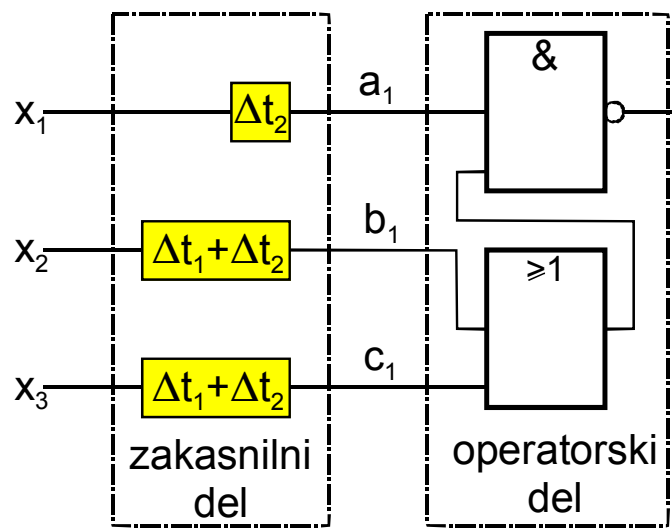 &
x₁ Δt₂ a₁
x₂ Δt₁+Δt₂ b₁
⩾1
x₃ Δt₁+Δt₂ c₁
zakasnilni
del
operatorski
del